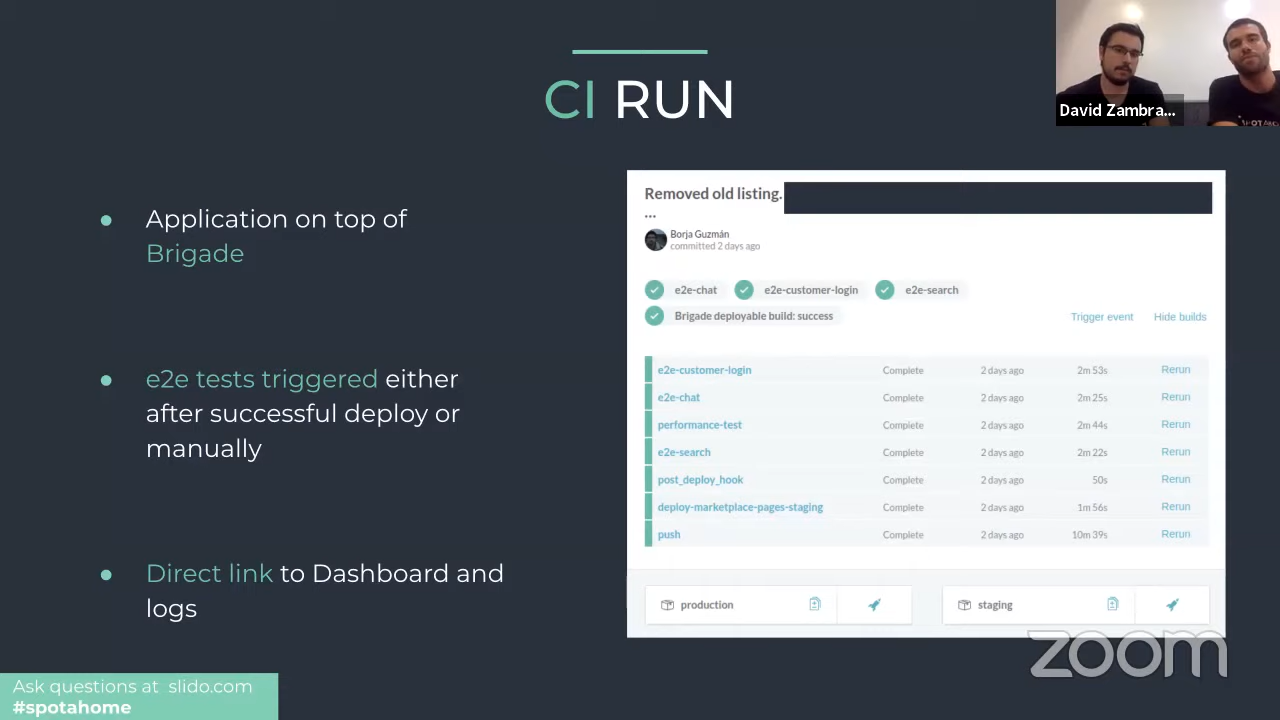 CI RUN
David Zambra...
● Application on top of
Brigade
● e2e tests triggered either
after successful deploy or
manually
● Direct link to Dashboard and
logs
Removed old listing.
...
Borja Guzmán
committed 2 days ago
e2e-chat e2e-customer-login e2e-search
Brigade deployable build: success Trigger event Hide builds
e2e-customer-login Complete 2 days ago 2m 53s Rerun
e2e-chat Complete 2 days ago 2m 25s Rerun
performance-test Complete 2 days ago 2m 44s Rerun
e2e-search Complete 2 days ago 2m 22s Rerun
post_deploy_hook Complete 2 days ago 50s Rerun
deploy-marketplace-pages-staging Complete 2 days ago 1m 56s Rerun
push Complete 2 days ago 10m 39s Rerun
production staging
zoom
Ask questions at slido.com
#spotahome